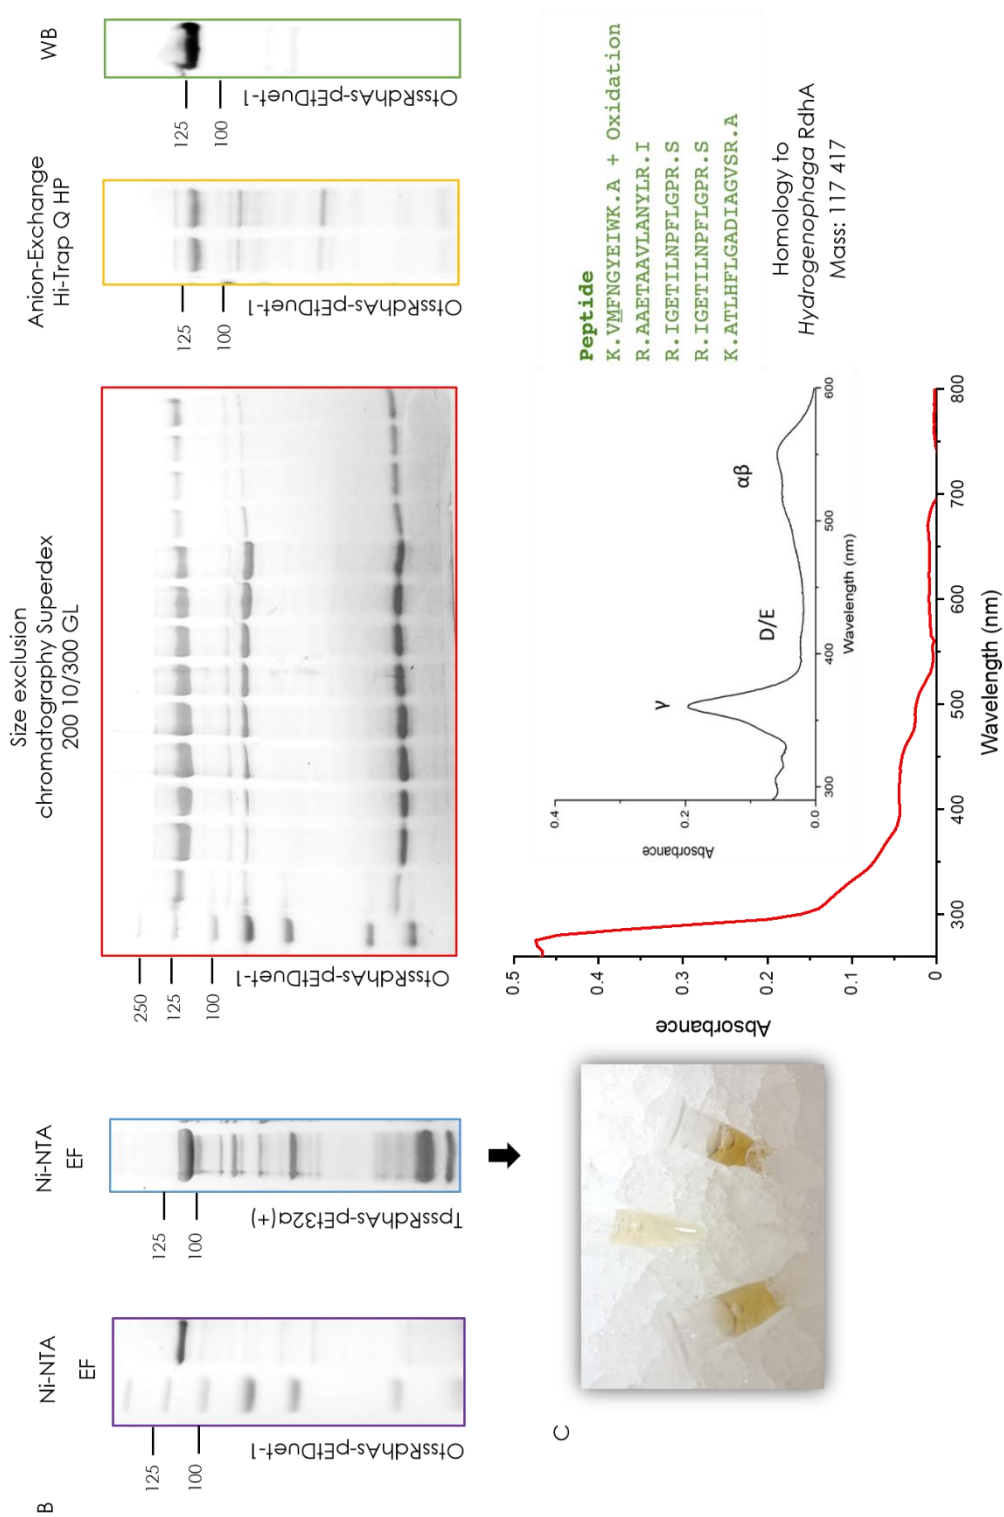 B
Ni-NTA
EF
125
100
OtssRdhAs-pEtDuet-1
Ni-NTA
EF
125
100
TpssRdhAs-pEt32a(+)
Size exclusion
chromatography Superdex
200 10/300 GL
250
125
100
OtssRdhAs-pEtDuet-1
Anion-Exchange
Hi-Trap Q HP
125
100
OtssRdhAs-pEtDuet-1
WB
125
100
OtssRdhAs-pEtDuet-1
C
0.5
0.4
0.3
0.2
0.1
0
Absorbance
300
400
500
600
700
800
Wavelength (nm)
0.4
0.2
0.0
Absorbance
γ
D/E
αβ
300
400
500
600
Wavelength (nm)
Peptide
K.VMFNGYEIWK.A + Oxidation
R.AAETAAVLANYLR.I
R.IGETILNPFLGPR.S
R.IGETILNPFLGPR.S
K.ATLHFLGADIAGVSR.A
Homology to
Hydrogenophaga RdhA
Mass: 117 417